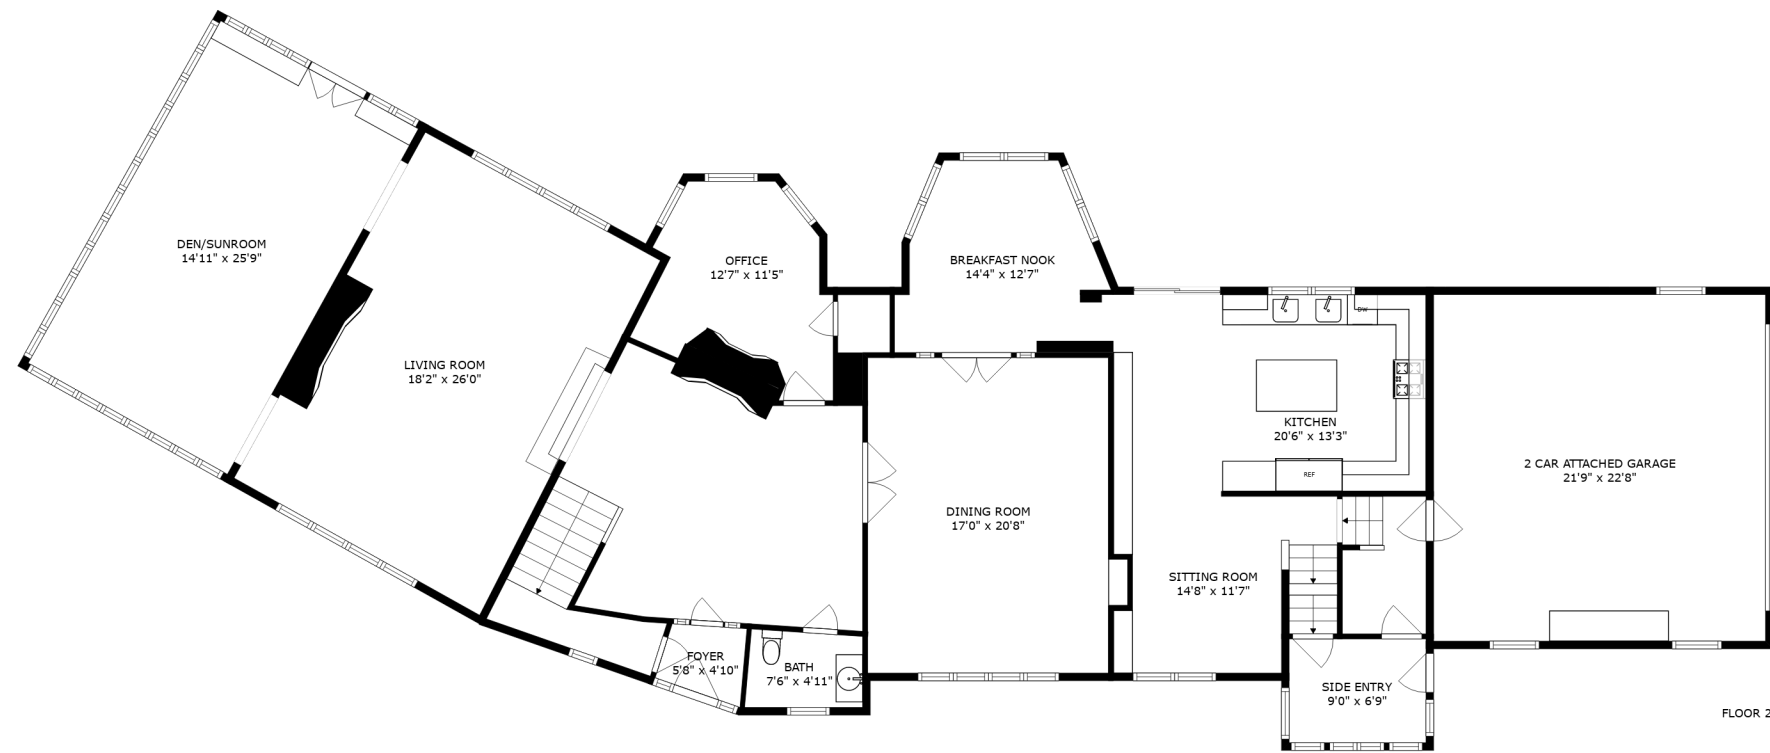 DEN/SUNROOM
14'11" x 25'9"
LIVING ROOM
18'2" x 26'0"
OFFICE
12'7" x 11'5"
BREAKFAST NOOK
14'4" x 12'7"
DW
KITCHEN
20'6" x 13'3"
REF
2 CAR ATTACHED GARAGE
21'9" x 22'8"
DINING ROOM
17'0" x 20'8"
SITTING ROOM
14'8" x 11'7"
FOYER
5'8" x 4'10"
BATH
7'6" x 4'11"
SIDE ENTRY
9'0" x 6'9"
FLOOR 2